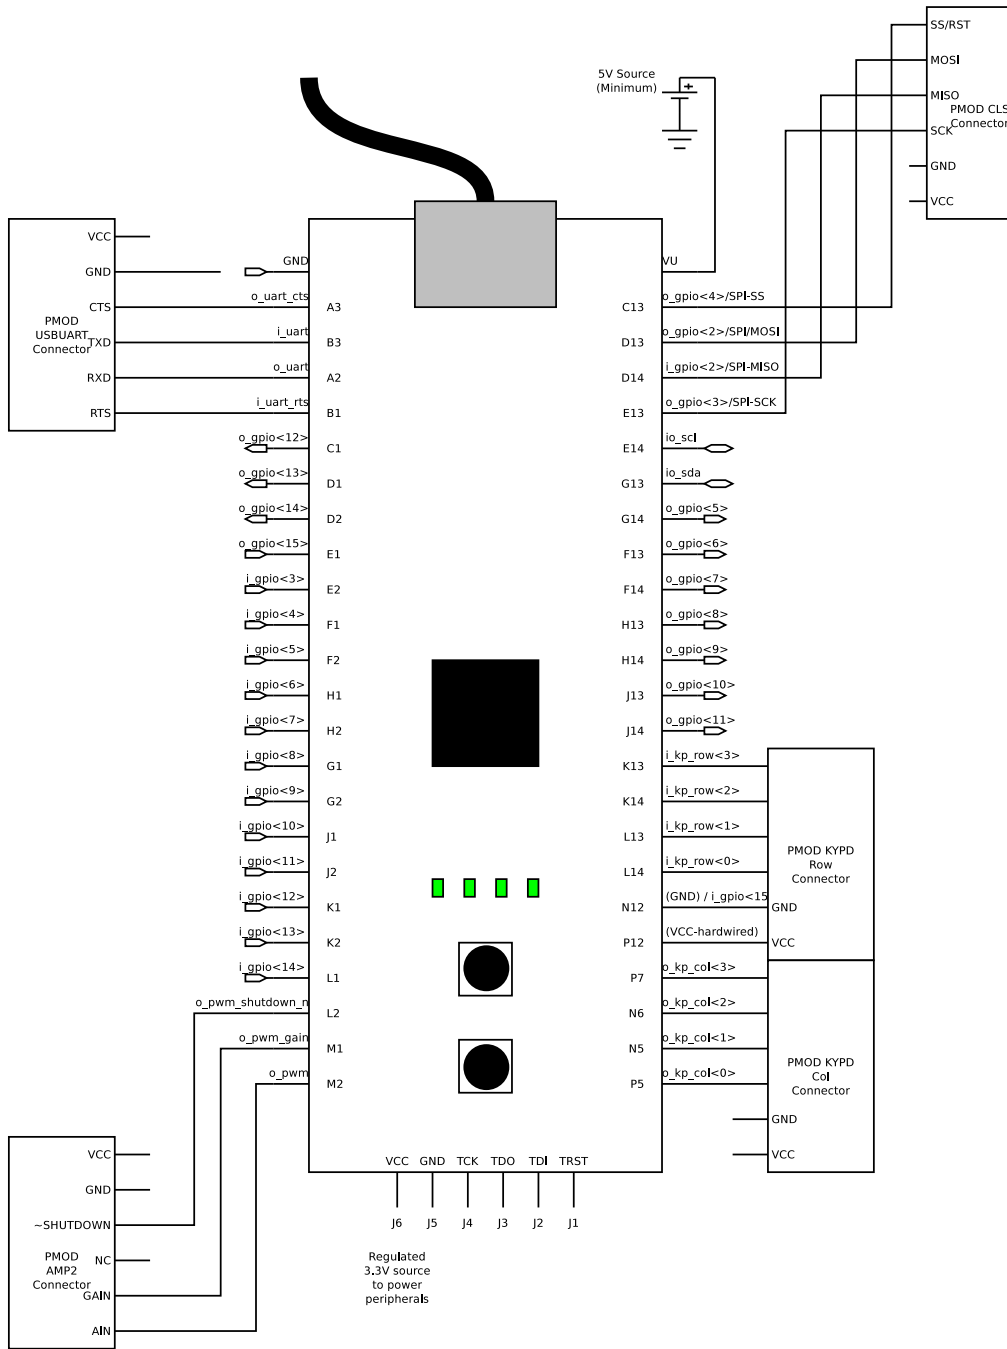 5V Source
(Minimum)
+
SS/RST
MOSI
MISO
PMOD CLS
Connector
SCK
GND
VCC
VCC
GND
CTS
PMOD
USBUART
Connector
TXD
RXD
RTS
GND
o_uart_cts
A3
i_uart
B3
o_uart
A2
i_uart_rts
B1
o_gpio<12>
C1
o_gpio<13>
D1
o_gpio<14>
D2
o_gpio<15>
E1
i_gpio<3>
E2
i_gpio<4>
F1
i_gpio<5>
F2
i_gpio<6>
H1
i_gpio<7>
H2
i_gpio<8>
G1
i_gpio<9>
G2
i_gpio<10>
J1
i_gpio<11>
J2
i_gpio<12>
K1
i_gpio<13>
K2
i_gpio<14>
L1
o_pwm_shutdown_n
L2
o_pwm_gain
M1
o_pwm
M2
VU
o_gpio<4>/SPI-SS
C13
o_gpio<2>/SPI/MOSI
D13
i_gpio<2>/SPI-MISO
D14
o_gpio<3>/SPI-SCK
E13
io_scl
E14
io_sda
G13
o_gpio<5>
G14
o_gpio<6>
F13
o_gpio<7>
F14
o_gpio<8>
H13
o_gpio<9>
H14
o_gpio<10>
J13
o_gpio<11>
J14
i_kp_row<3>
K13
i_kp_row<2>
K14
i_kp_row<1>
L13
i_kp_row<0>
L14
(GND) / i_gpio<15
N12
(VCC-hardwired)
P12
o_kp_col<3>
P7
o_kp_col<2>
N6
o_kp_col<1>
N5
o_kp_col<0>
P5
PMOD KYPD
Row
Connector
GND
VCC
PMOD KYPD
Col
Connector
GND
VCC
VCC
GND
~SHUTDOWN
NC
PMOD
AMP2
Connector
GAIN
AIN
VCC GND TCK TDO TDI TRST
J6 J5 J4 J3 J2 J1
Regulated
3.3V source
to power
peripherals